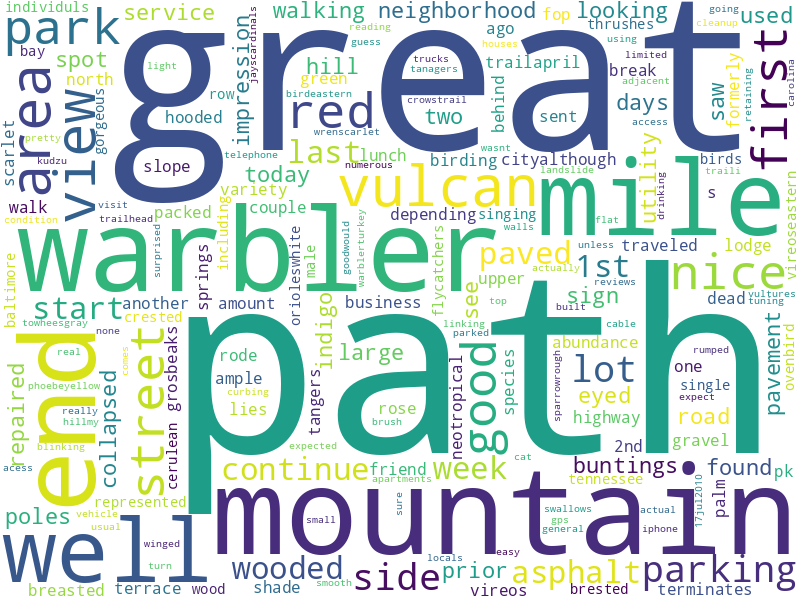 individuls
service
walking
neighborhood
ago
fop
looking
going
cleanup
park
bay
great
reading
guess
thrushes
used
using
houses
spot
north
light
impression
jayscardinals
hill
green
trucks
tanagers
behind
trailapril
break
limited
adjacent
formerly
retaining
carolina
area
view
gorgeous
row
birdeastern
red
crowstrail
two
sent
days
saw
access
first
scarlet
hooded
wrenscarlet
wasnt
pretty
kudzu
slope
telephone
last
numerous
lunch
birding
cityalthough
landslide
utility
drinking
birds
traili
walk
visit
trailhead
condition
today
variety
couple
packed
including
vulcan
depending
singing
walls
flat
mile
s
vireoseastern
baltimore
surprised
warbler
male
goodwould
warblerturkey
orioleswhite
flycatchers
paved
unless
actually
traveled
lodge
1st
reviews
nice
start
another
springs
amount
business
see
upper
top
sign
built
dead
vultures
tuning
ovenbird
towheesgray
none
crested
indigo
path
linking
parked
cable
abundance
pavement
end
real
phoebeyellow
street
rode
large
good
species
neotropical
sparrowrough
lot
one
rumped
expect
single
repaired
collapsed
really
hillmy
comes
cerulean grosbeaks
ample
curbing
lies
tangers
rose
brush
eyed
highway
road
gravel
2nd
blinking
acess
expected
cat
continue
friend
week
apartments
tennessee
buntings
found
pk
represented
vehicle
usual
poles
mountain
sure
small
swallows
gps
general
actual
iphone
17jul2010
palm
well
winged
turn
wooded
locals
easy
side
prior
asphalt
parking
breasted
terrace
wood
shade
smooth
vireos
brested
terminates